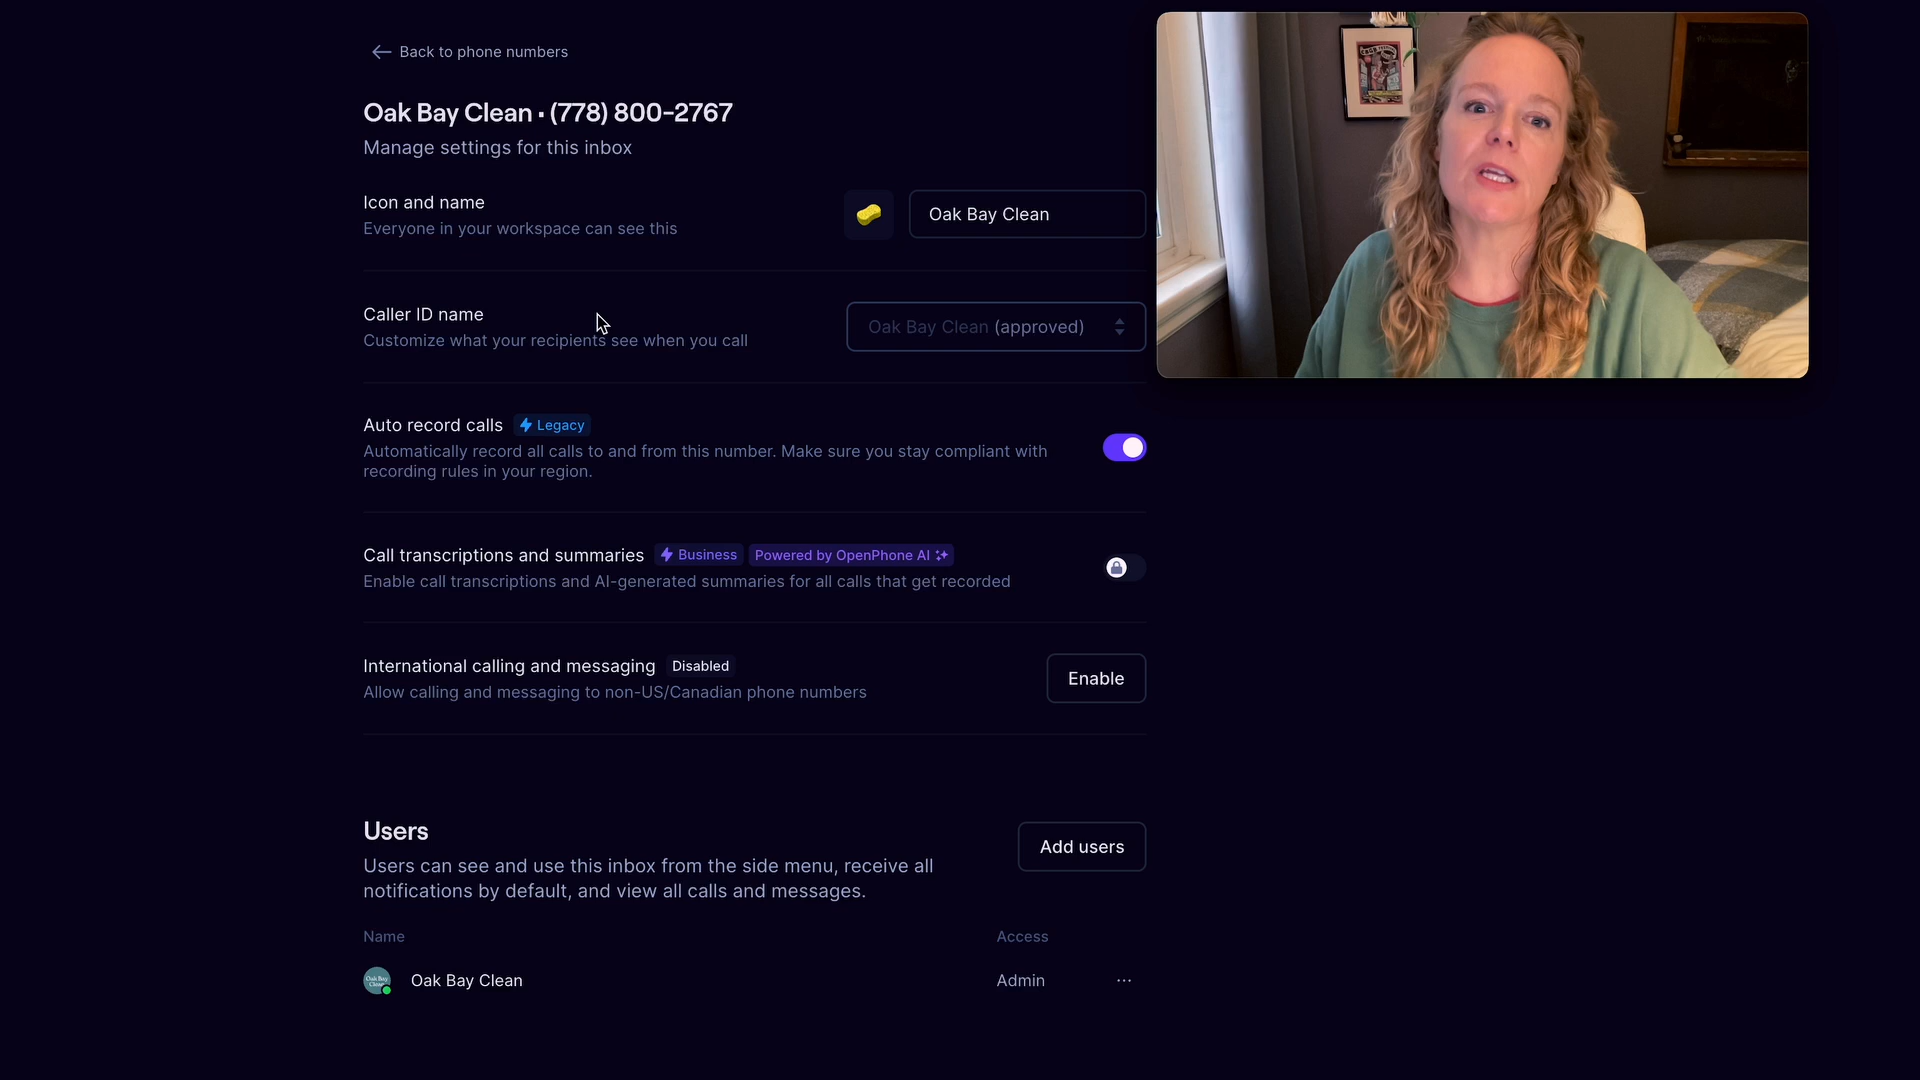 Back to phone numbers
Oak Bay Clean · (778) 800-2767
Manage settings for this inbox
Icon and name
Everyone in your workspace can see this
Oak Bay Clean
Caller ID name
Customize what your recipients see when you call
Oak Bay Clean (approved)
Auto record calls
Legacy
Automatically record all calls to and from this number. Make sure you stay compliant with
recording rules in your region.
Call transcriptions and summaries
Business
Powered by OpenPhone AI
Enable call transcriptions and AI-generated summaries for all calls that get recorded
International calling and messaging
Disabled
Allow calling and messaging to non-US/Canadian phone numbers
Enable
Users
Users can see and use this inbox from the side menu, receive all
notifications by default, and view all calls and messages.
Add users
Name
Access
Oak Bay Clean
Admin